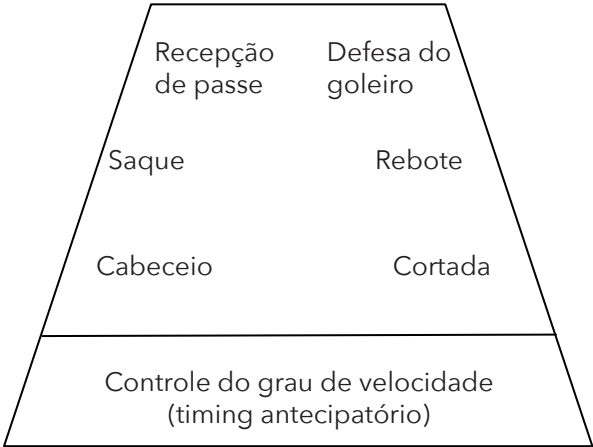 Recepção
de passe
Defesa do
goleiro
Saque
Rebote
Cabeceio
Cortada
Controle do grau de velocidade
(timing antecipatório)